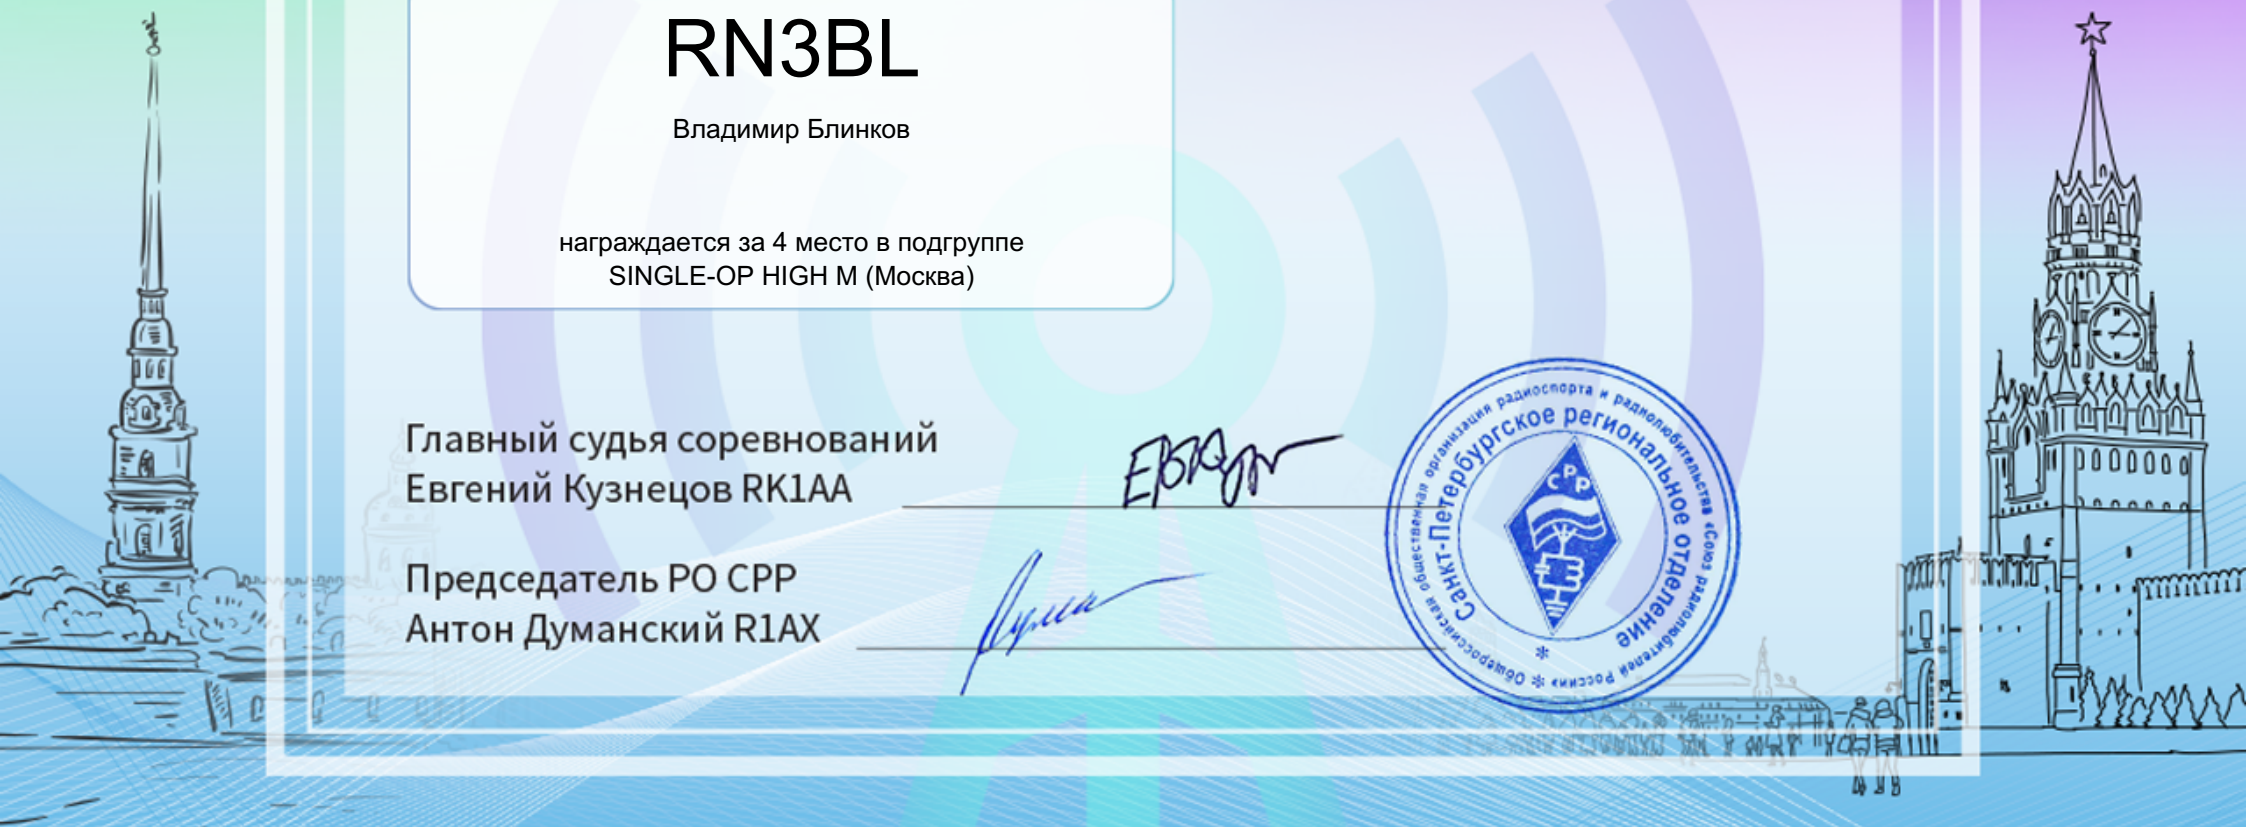 RN3BL
Владимир Блинков
награждается за 4 место в подгруппе
SINGLE-OP HIGH M (Москва)
Главный судья соревнований
Евгений Кузнецов RK1AA
Председатель РО СРР
Антон Думанский R1AX
Общероссийская общественная организация радиоспорта и радиолюбительства «Союз радиолюбителей России»
Санкт-Петербургское региональное отделение
СРР